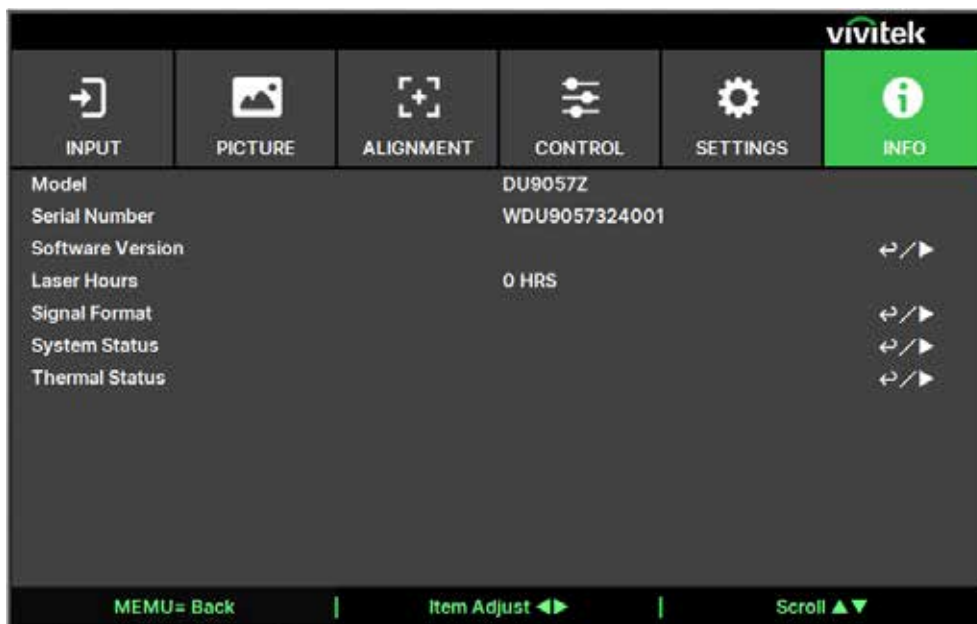 vivitek
INPUT PICTURE ALIGNMENT CONTROL SETTINGS INFO
Model DU9057Z
Serial Number WDU9057324001
Software Version
Laser Hours 0 HRS
Signal Format
System Status
Thermal Status
MEMU= Back | Item Adjust ◀▶ | Scroll ▲▼